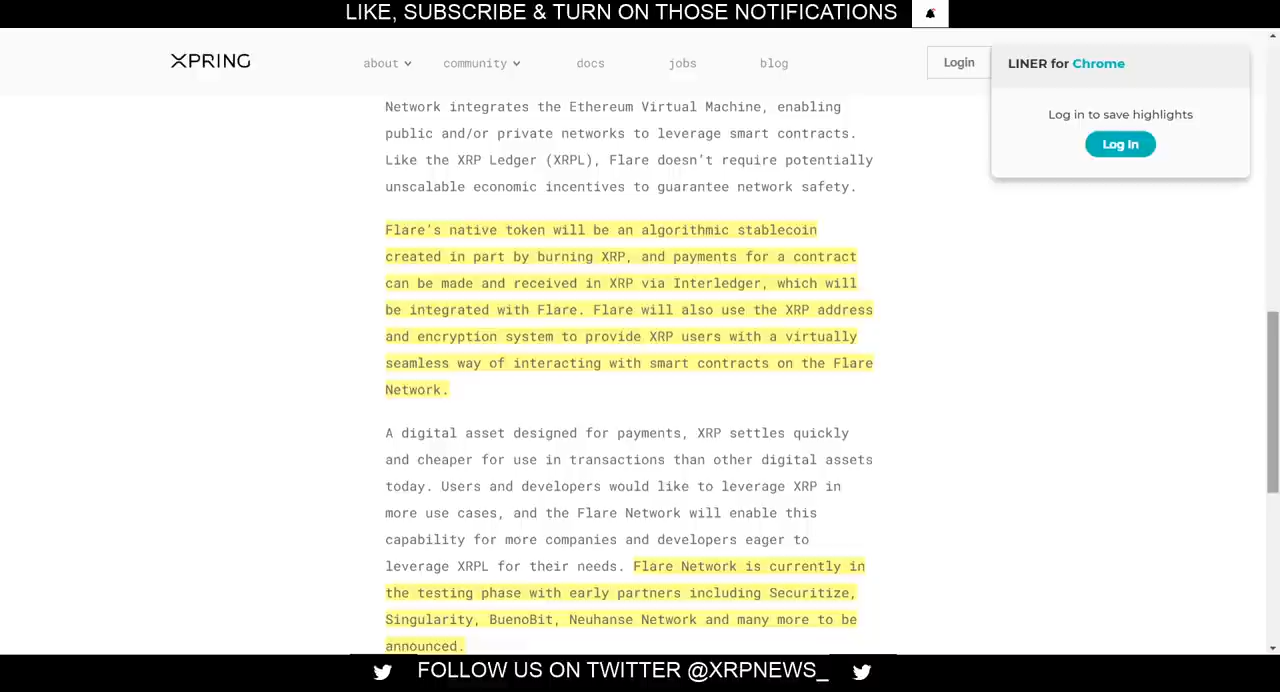 LIKE, SUBSCRIBE & TURN ON THOSE NOTIFICATIONS
XPRING
about
community
docs
jobs
blog
Login
LINER for Chrome
Log in to save highlights
Log In
Network integrates the Ethereum Virtual Machine, enabling
public and/or private networks to leverage smart contracts.
Like the XRP Ledger (XRPL), Flare doesn't require potentially
unscalable economic incentives to guarantee network safety.
Flare's native token will be an algorithmic stablecoin
created in part by burning XRP, and payments for a contract
can be made and received in XRP via Interledger, which will
be integrated with Flare. Flare will also use the XRP address
and encryption system to provide XRP users with a virtually
seamless way of interacting with smart contracts on the Flare
Network.
A digital asset designed for payments, XRP settles quickly
and cheaper for use in transactions than other digital assets
today. Users and developers would like to leverage XRP in
more use cases, and the Flare Network will enable this
capability for more companies and developers eager to
leverage XRPL for their needs. Flare Network is currently in
the testing phase with early partners including Securitize,
Singularity, BuenoBit, Neuhanse Network and many more to be
announced.
FOLLOW US ON TWITTER @XRPNEWS_